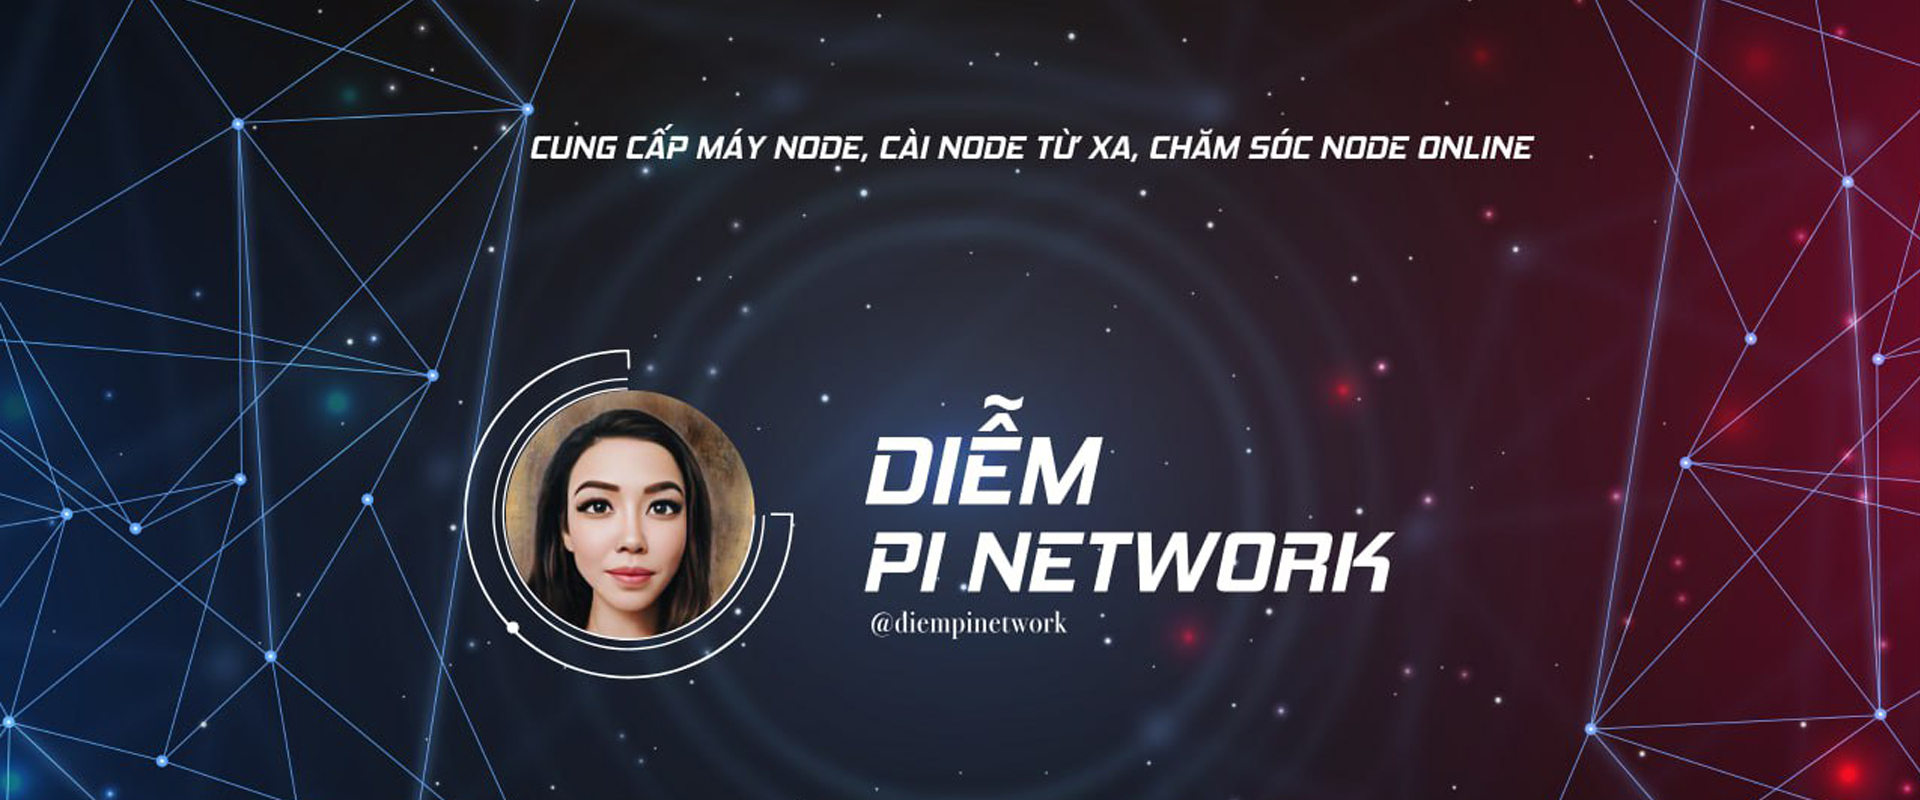 CUNG CẤP MÁY NODE, CÀI NODE TỪ XA, CHĂM SÓC NODE ONLINE
DIỄM
PI NETWORK
@diempinetwork